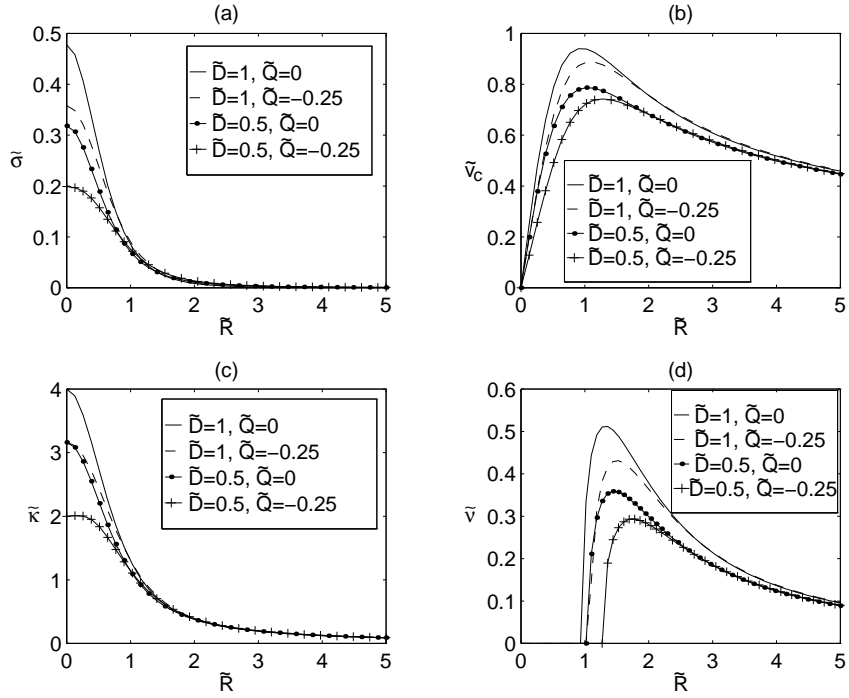 (a)
0.5
0.4
0.3
0.2
0.1
0
σ̃
D̃=1, Q̃=0
D̃=1, Q̃=−0.25
D̃=0.5, Q̃=0
D̃=0.5, Q̃=−0.25
0 1 2 3 4 5
R̃
(b)
1
0.8
0.6
0.4
0.2
0
ṽc
D̃=1, Q̃=0
D̃=1, Q̃=−0.25
D̃=0.5, Q̃=0
D̃=0.5, Q̃=−0.25
0 1 2 3 4 5
R̃
(c)
4
3
2
1
0
κ̃
D̃=1, Q̃=0
D̃=1, Q̃=−0.25
D̃=0.5, Q̃=0
D̃=0.5, Q̃=−0.25
0 1 2 3 4 5
R̃
(d)
0.6
0.5
0.4
0.3
0.2
0.1
0
ṽ
D̃=1, Q̃=0
D̃=1, Q̃=−0.25
D̃=0.5, Q̃=0
D̃=0.5, Q̃=−0.25
0 1 2 3 4 5
R̃